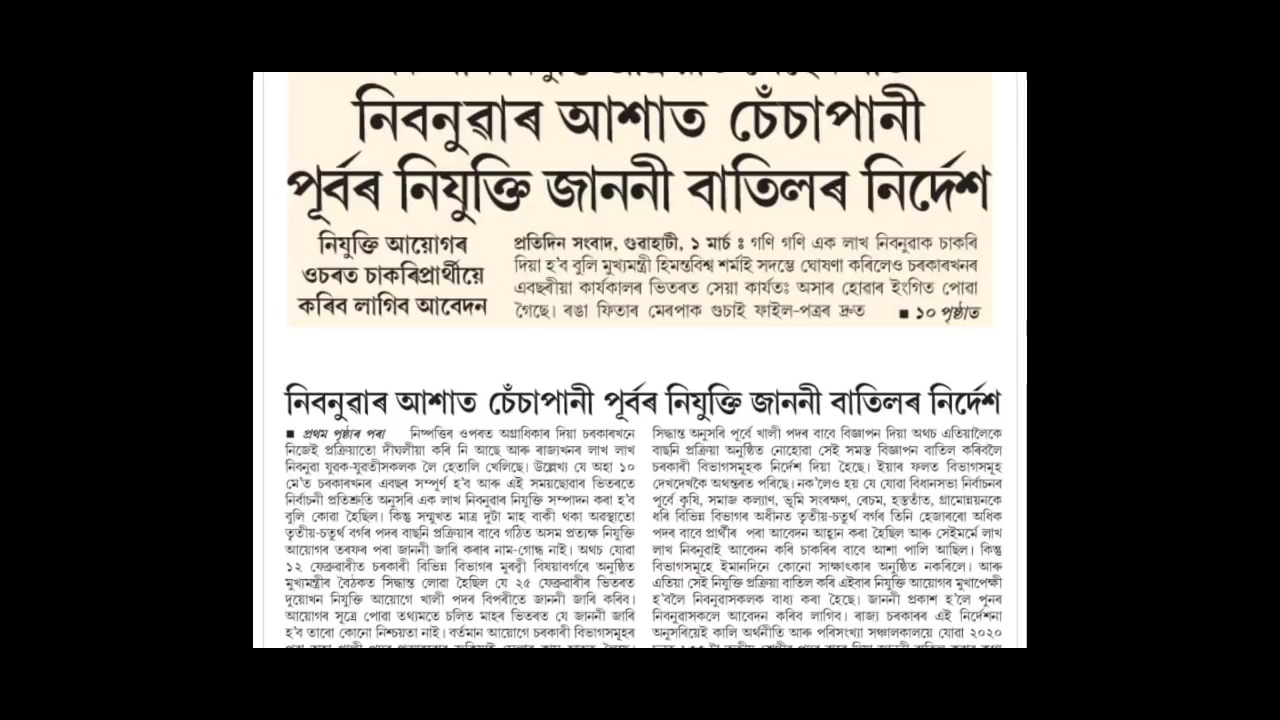 নিবনুৱাৰ আশাত চেঁচাপানী
পূৰ্বৰ নিযুক্তি জাননী বাতিলৰ নিৰ্দেশ
নিযুক্তি আয়োগৰ
ওচৰত চাকৰিপ্ৰাৰ্থীয়ে
কৰিব লাগিব আবেদন
প্ৰতিদিন সংবাদ, গুৱাহাটী, ১ মাৰ্চ ঃ গণি গণি এক লাখ নিবনুৱাক চাকৰি
দিয়া হ'ব বুলি মুখ্যমন্ত্ৰী হিমন্তবিশ্ব শৰ্মাই সদম্ভে ঘোষণা কৰিলেও চৰকাৰখনৰ
এবছৰীয়া কাৰ্যকালৰ ভিতৰত সেয়া কাৰ্যতঃ অসাৰ হোৱাৰ ইংগিত পোৱা
গৈছে। ৰঙা ফিতাৰ মেৰপাক গুচাই ফাইল-পত্ৰৰ দ্ৰুত ■ ১০ পৃষ্ঠাত
নিবনুৱাৰ আশাত চেঁচাপানী পূৰ্বৰ নিযুক্তি জাননী বাতিলৰ নিৰ্দেশ
■ প্ৰথম পৃষ্ঠাৰ পৰা নিষ্পত্তিৰ ওপৰত অগ্ৰাধিকাৰ দিয়া চৰকাৰখনে
নিজেই প্ৰক্ৰিয়াতো দীঘলীয়া কৰি নি আছে আৰু ৰাজ্যখনৰ লাখ লাখ
নিবনুৱা যুৱক-যুৱতীসকলক লৈ হেতালি খেলিছে। উল্লেখ্য যে অহা ১০
মে'ত চৰকাৰখনৰ এবছৰ সম্পূৰ্ণ হ'ব আৰু এই সময়ছোৱাৰ ভিতৰতে
নিৰ্বাচনী প্ৰতিশ্ৰুতি অনুসৰি এক লাখ নিবনুৱাৰ নিযুক্তি সম্পাদন কৰা হ'ব
বুলি কোৱা হৈছিল। কিন্তু সন্মুখত মাত্ৰ দুটা মাহ বাকী থকা অৱস্থাতো
তৃতীয়-চতুৰ্থ বৰ্গৰ পদৰ বাছনি প্ৰক্ৰিয়াৰ বাবে গঠিত অসম প্ৰত্যক্ষ নিযুক্তি
আয়োগৰ তৰফৰ পৰা জাননী জাৰি কৰাৰ নাম-গোন্ধ নাই। অথচ যোৱা
১২ ফেব্ৰুৱাৰীত চৰকাৰী বিভিন্ন বিভাগৰ মুৰব্বী বিষয়াবৰ্গৰে অনুষ্ঠিত
মুখ্যমন্ত্ৰীৰ বৈঠকত সিদ্ধান্ত লোৱা হৈছিল যে ২৫ ফেব্ৰুৱাৰীৰ ভিতৰত
দুয়োখন নিযুক্তি আয়োগে খালী পদৰ বিপৰীতে জাননী জাৰি কৰিব।
আয়োগৰ সূত্ৰে পোৱা তথ্যমতে চলিত মাহৰ ভিতৰত যে জাননী জাৰি
হ'ব তাৰো কোনো নিশ্চয়তা নাই। বৰ্তমান আয়োগে চৰকাৰী বিভাগসমূহৰ
সিদ্ধান্ত অনুসৰি পূৰ্বে খালী পদৰ বাবে বিজ্ঞাপন দিয়া অথচ এতিয়ালৈকে
বাছনি প্ৰক্ৰিয়া অনুষ্ঠিত নোহোৱা সেই সমস্ত বিজ্ঞাপন বাতিল কৰিবলৈ
চৰকাৰী বিভাগসমূহক নিৰ্দেশ দিয়া হৈছে। ইয়াৰ ফলত বিভাগসমূহ
দেখদেখকৈ অথন্তৰত পৰিছে। নক'লেও হয় যে যোৱা বিধানসভা নিৰ্বাচনৰ
পূৰ্বে কৃষি, সমাজ কল্যাণ, ভূমি সংৰক্ষণ, ৰেচম, হস্ততাঁত, গ্ৰামোন্নয়নকে
ধৰি বিভিন্ন বিভাগৰ অধীনত তৃতীয়-চতুৰ্থ বৰ্গৰ তিনি হেজাৰৰো অধিক
পদৰ বাবে প্ৰাৰ্থীৰ পৰা আবেদন আহ্বান কৰা হৈছিল আৰু সেইমৰ্মে লাখ
লাখ নিবনুৱাই আবেদন কৰি চাকৰিৰ বাবে আশা পালি আছিল। কিন্তু
বিভাগসমূহে ইমানদিনে কোনো সাক্ষাৎকাৰ অনুষ্ঠিত নকৰিলে। আৰু
এতিয়া সেই নিযুক্তি প্ৰক্ৰিয়া বাতিল কৰি এইবাৰ নিযুক্তি আয়োগৰ মুখাপেক্ষী
হ'বলৈ নিবনুৱাসকলক বাধ্য কৰা হৈছে। জাননী প্ৰকাশ হ'লে পুনৰ
নিবনুৱাসকলে আবেদন কৰিব লাগিব। ৰাজ্য চৰকাৰৰ এই নিৰ্দেশনা
অনুসৰিয়েই কালি অৰ্থনীতি আৰু পৰিসংখ্যা সঞ্চালকালয়ে যোৱা ২০২০